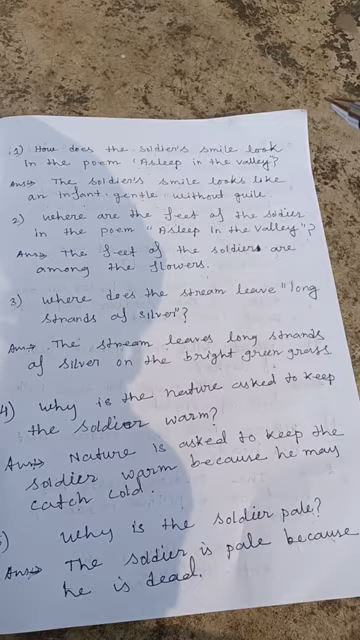 1) How does the soldier's smile look
in the poem "Asleep in the valley?
Ans→ The soldier's smile looks like
an infant, gentle, without guile
2) Where are the feet of the soldier
in the poem "Asleep In the valley"?
Ans→ The feet of the soldier are
among the flowers.
3) Where does the stream leave "long
strands of silver"?
Ans→ The stream leaves long strands
of silver on the bright green grass
4) Why is the nature asked to keep
the soldier warm?
Ans→ Nature is asked to keep the
soldier warm because he may
catch cold.
5) Why is the soldier pale?
Ans→ The soldier is pale because
he is dead.